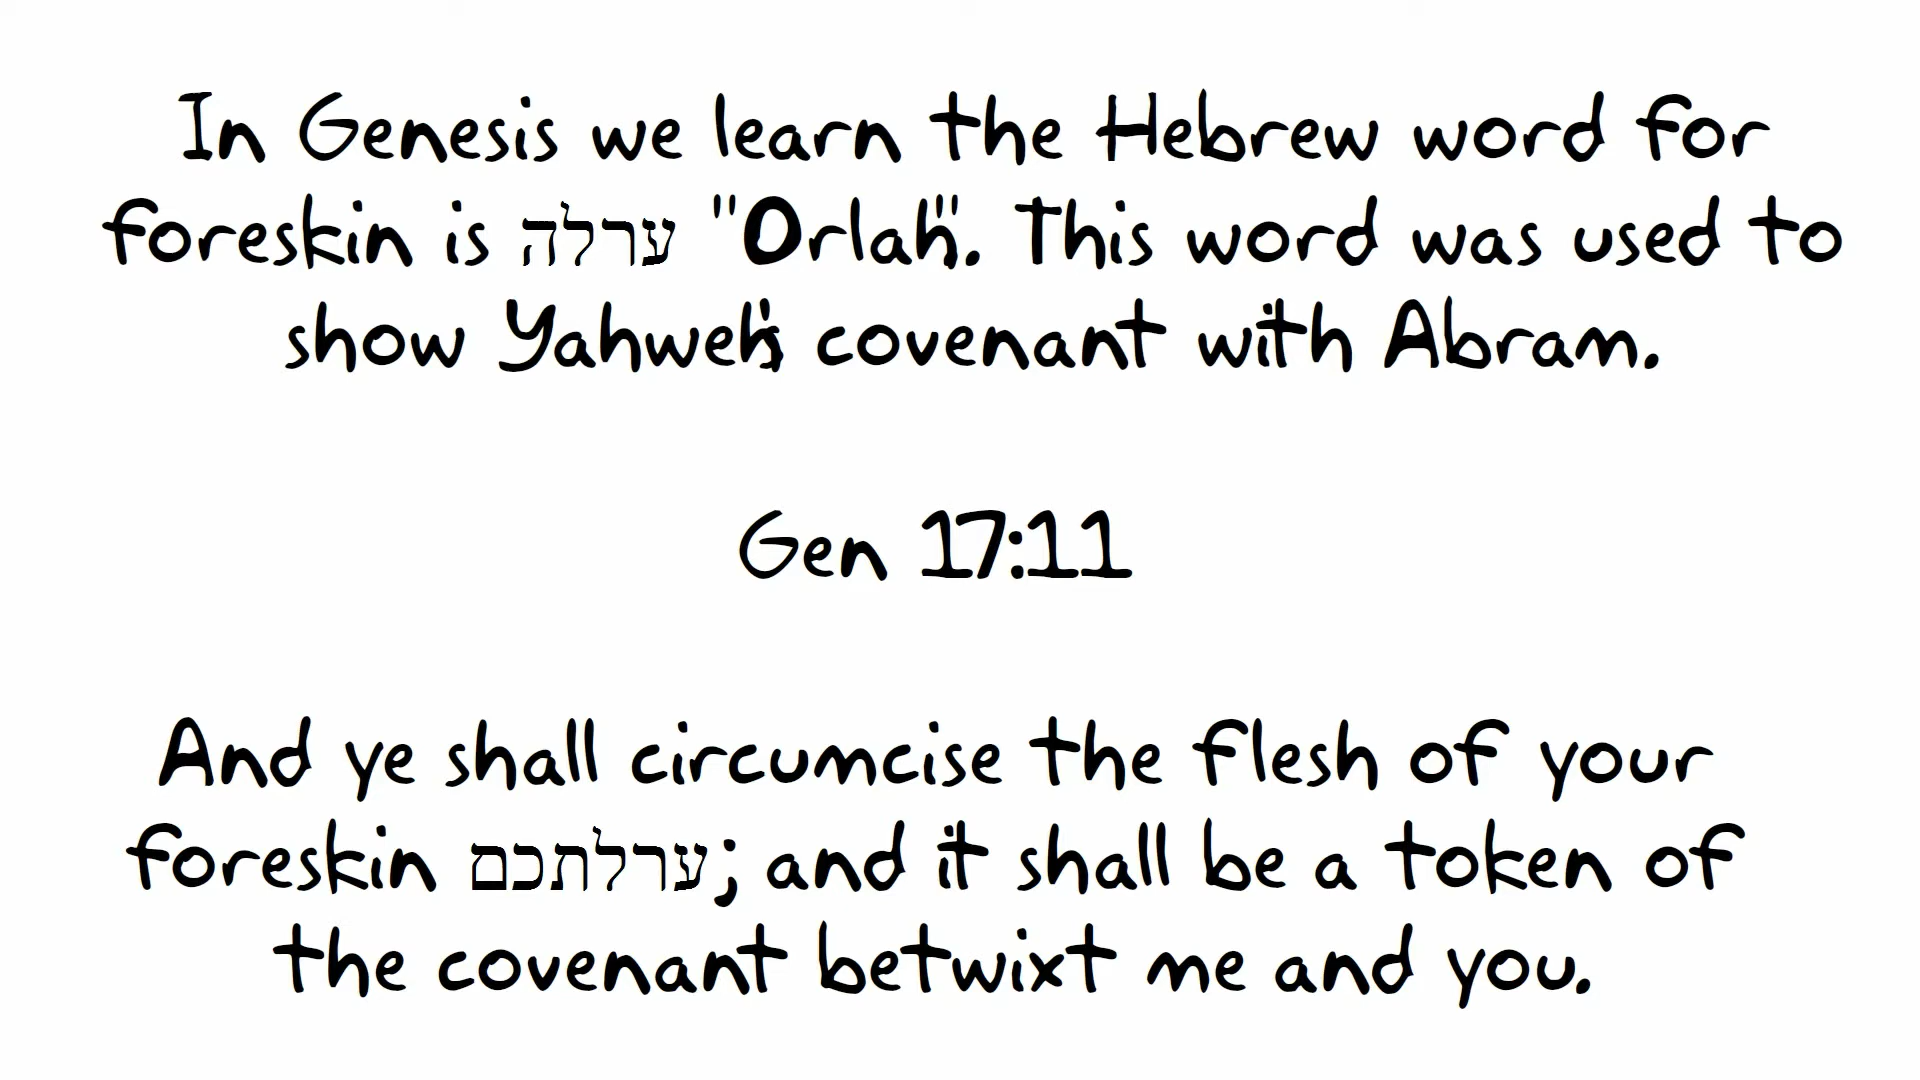 In Genesis we learn the Hebrew word for
foreskin is ערלה "Orlah". This word was used to
show Yahweh's covenant with Abram.
Gen 17:11
And ye shall circumcise the flesh of your
foreskin ערלתכם; and it shall be a token of
the covenant betwixt me and you.